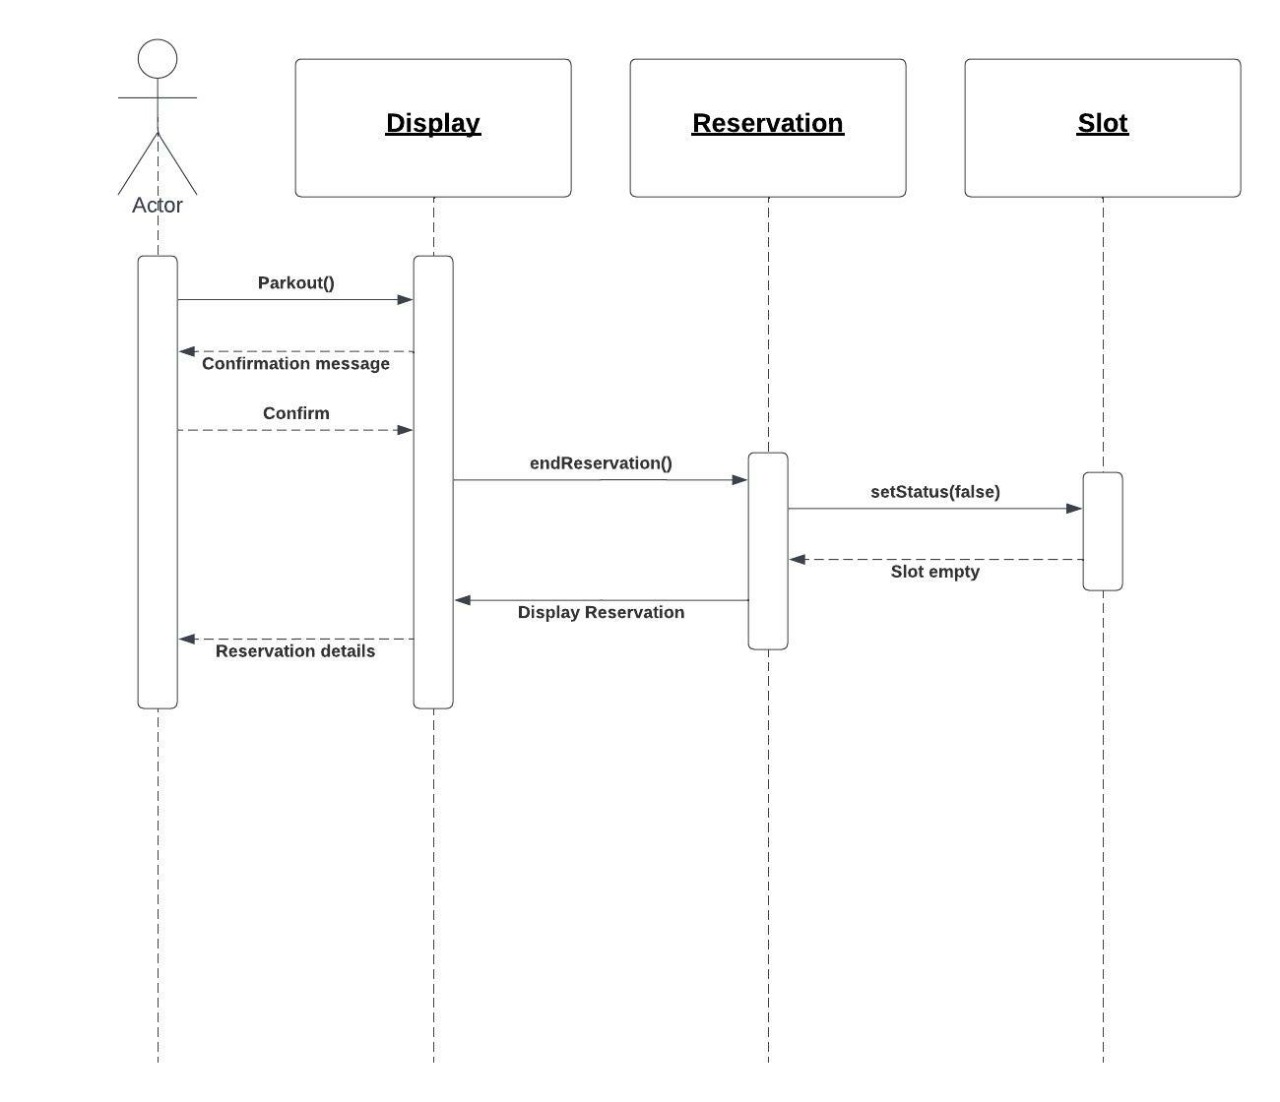 Display
Reservation
Slot
Actor
Parkout()
Confirmation message
Confirm
endReservation()
setStatus(false)
Slot empty
Display Reservation
Reservation details